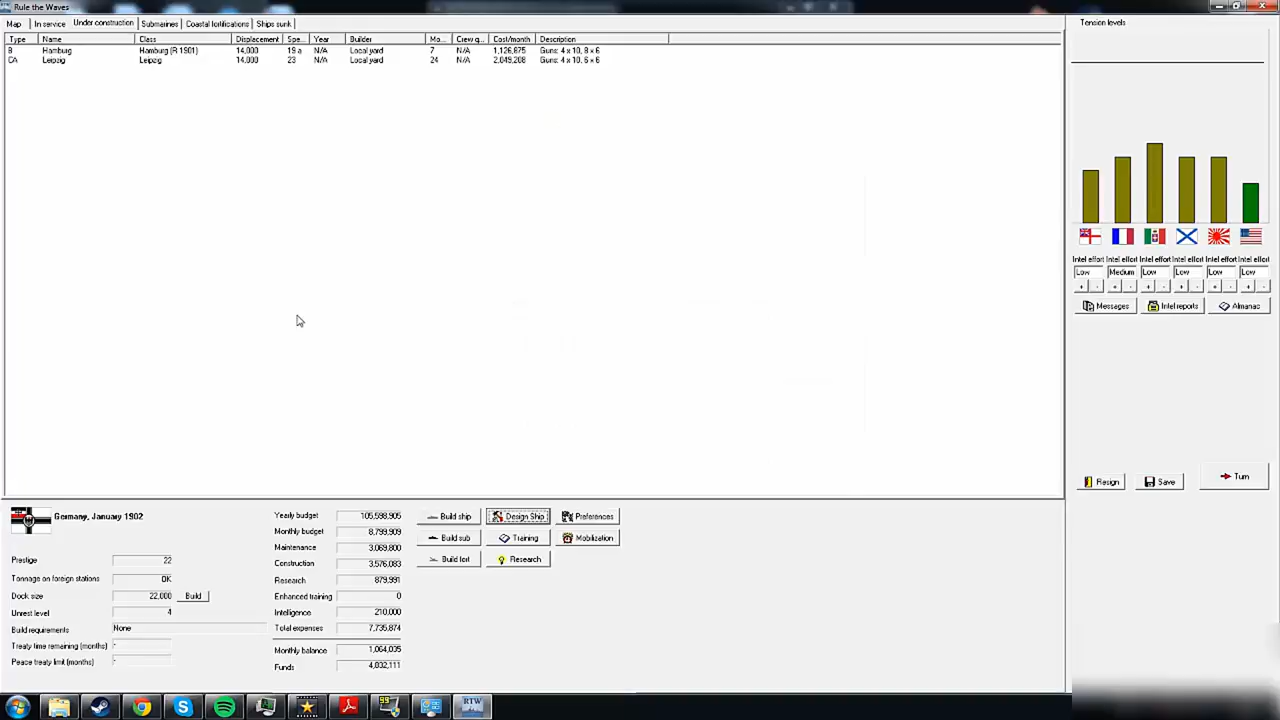 Rule the Waves
Map In service Under construction Submarines Coastal fortifications Ships sunk
Type Name Class Displacement Spe... Year Builder Mo... Crew q... Cost/month Description
B Hamburg Hamburg (R 1901) 14,000 19 a N/A Local yard 7 N/A 1,126,875 Guns: 4 x 10, 8 x 6
CA Leipzig Leipzig 14,000 23 N/A Local yard 24 N/A 2,049,208 Guns: 4 x 10, 6 x 6
Tension levels
Intel effort Intel effort Intel effort Intel effort Intel effort Intel effort
Low Medium Low Low Low Low
+ - + - + - + - + - + -
Messages Intel reports Almanac
Resign Save Turn
Germany, January 1902
Prestige 22
Tonnage on foreign stations OK
Dock size 22,000 Build
Unrest level 4
Build requirements None
Treaty time remaining (months) -
Peace treaty limit (months) -
Yearly budget 105,598,905
Monthly budget 8,799,909
Maintenance 3,069,800
Construction 3,576,083
Research 879,991
Enhanced training 0
Intelligence 210,000
Total expenses 7,735,874
Monthly balance 1,064,035
Funds 4,832,111
Build ship Design Ship Preferences
Build sub Training Mobilization
Build fort Research
99
RTW